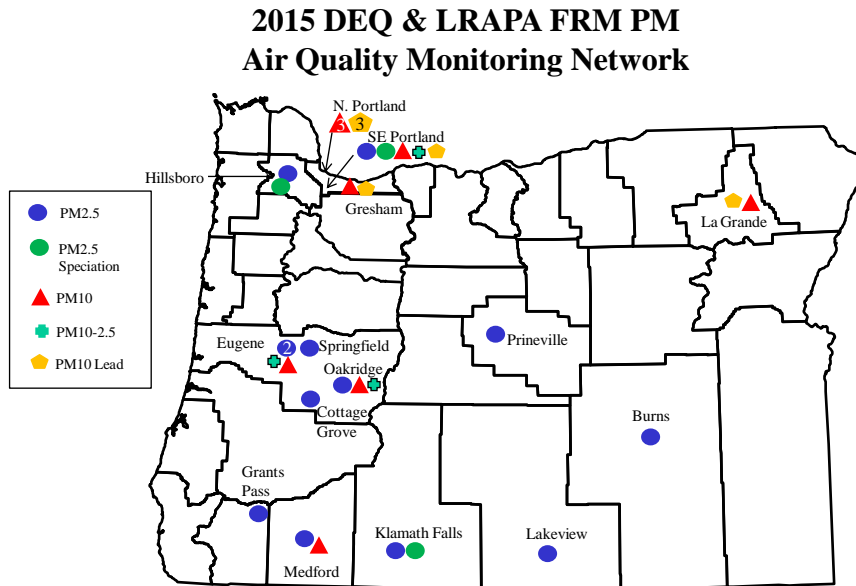 2015 DEQ & LRAPA FRM PM
Air Quality Monitoring Network
N. Portland
3 3
SE Portland
Hillsboro
Gresham
La Grande
PM2.5
PM2.5
Speciation
PM10
PM10-2.5
PM10 Lead
Eugene
2
Springfield
Oakridge
Cottage
Grove
Prineville
Burns
Grants
Pass
Medford
Klamath Falls
Lakeview